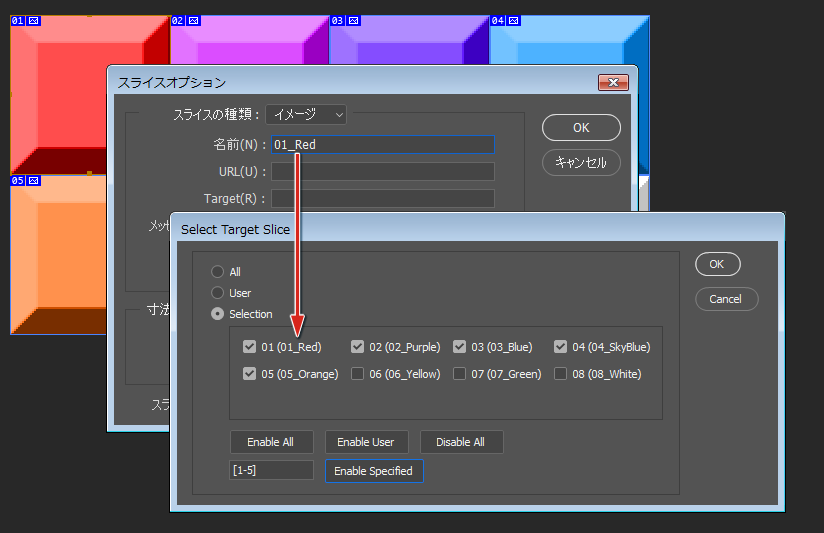 01 02 03 04
スライスオプション
スライスの種類： イメージ
OK
名前(N)： 01_Red
キャンセル
URL(U)：
05
Target(R)：
Select Target Slice
All
OK
User
Cancel
寸法
Selection
01 (01_Red) 02 (02_Purple) 03 (03_Blue) 04 (04_SkyBlue)
05 (05_Orange) 06 (06_Yellow) 07 (07_Green) 08 (08_White)
スラ
Enable All Enable User Disable All
[1-5] Enable Specified